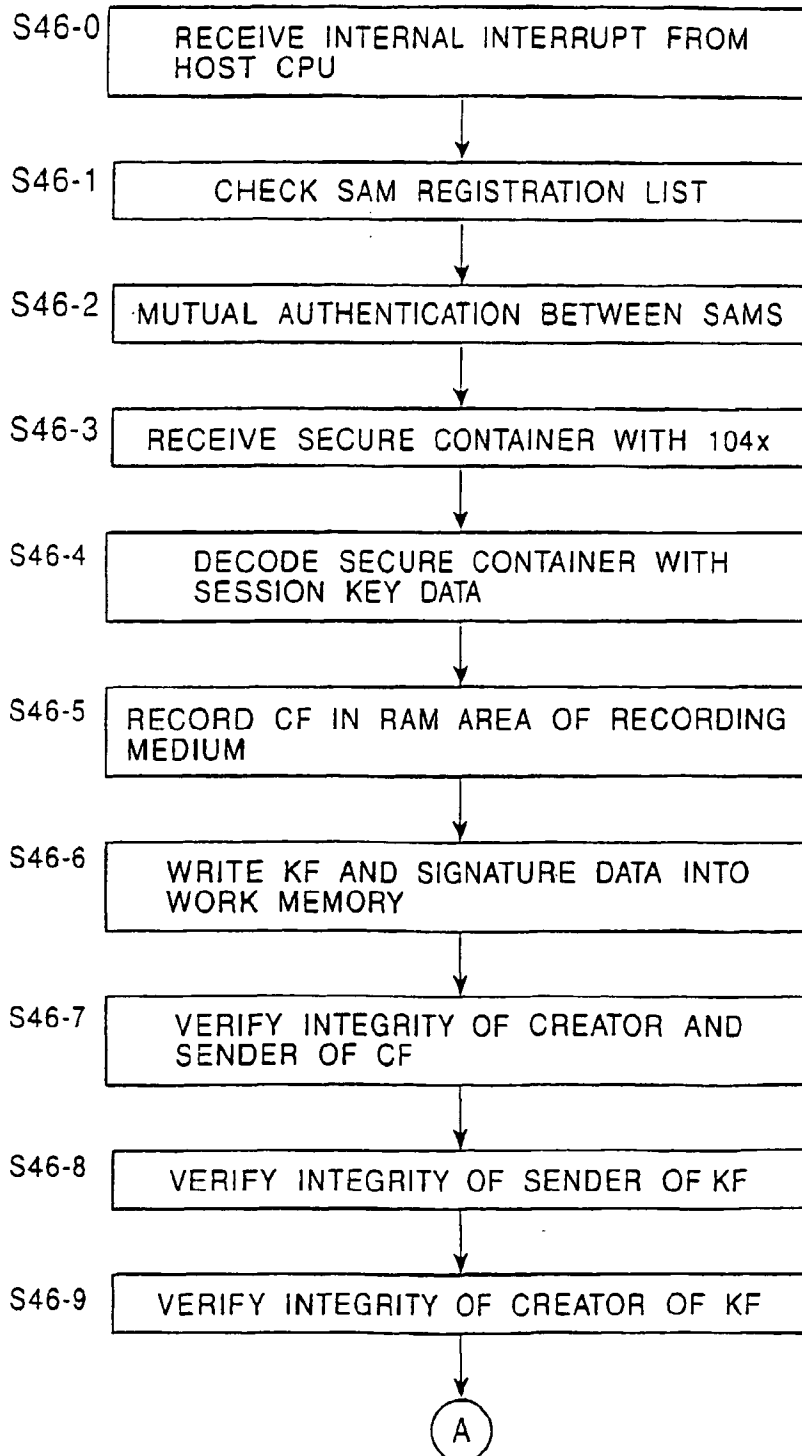 S46-0
RECEIVE INTERNAL INTERRUPT FROM
HOST CPU
S46-1
CHECK SAM REGISTRATION LIST
S46-2
MUTUAL AUTHENTICATION BETWEEN SAMS
S46-3
RECEIVE SECURE CONTAINER WITH 104x
S46-4
DECODE SECURE CONTAINER WITH
SESSION KEY DATA
S46-5
RECORD CF IN RAM AREA OF RECORDING
MEDIUM
S46-6
WRITE KF AND SIGNATURE DATA INTO
WORK MEMORY
S46-7
VERIFY INTEGRITY OF CREATOR AND
SENDER OF CF
S46-8
VERIFY INTEGRITY OF SENDER OF KF
S46-9
VERIFY INTEGRITY OF CREATOR OF KF
A